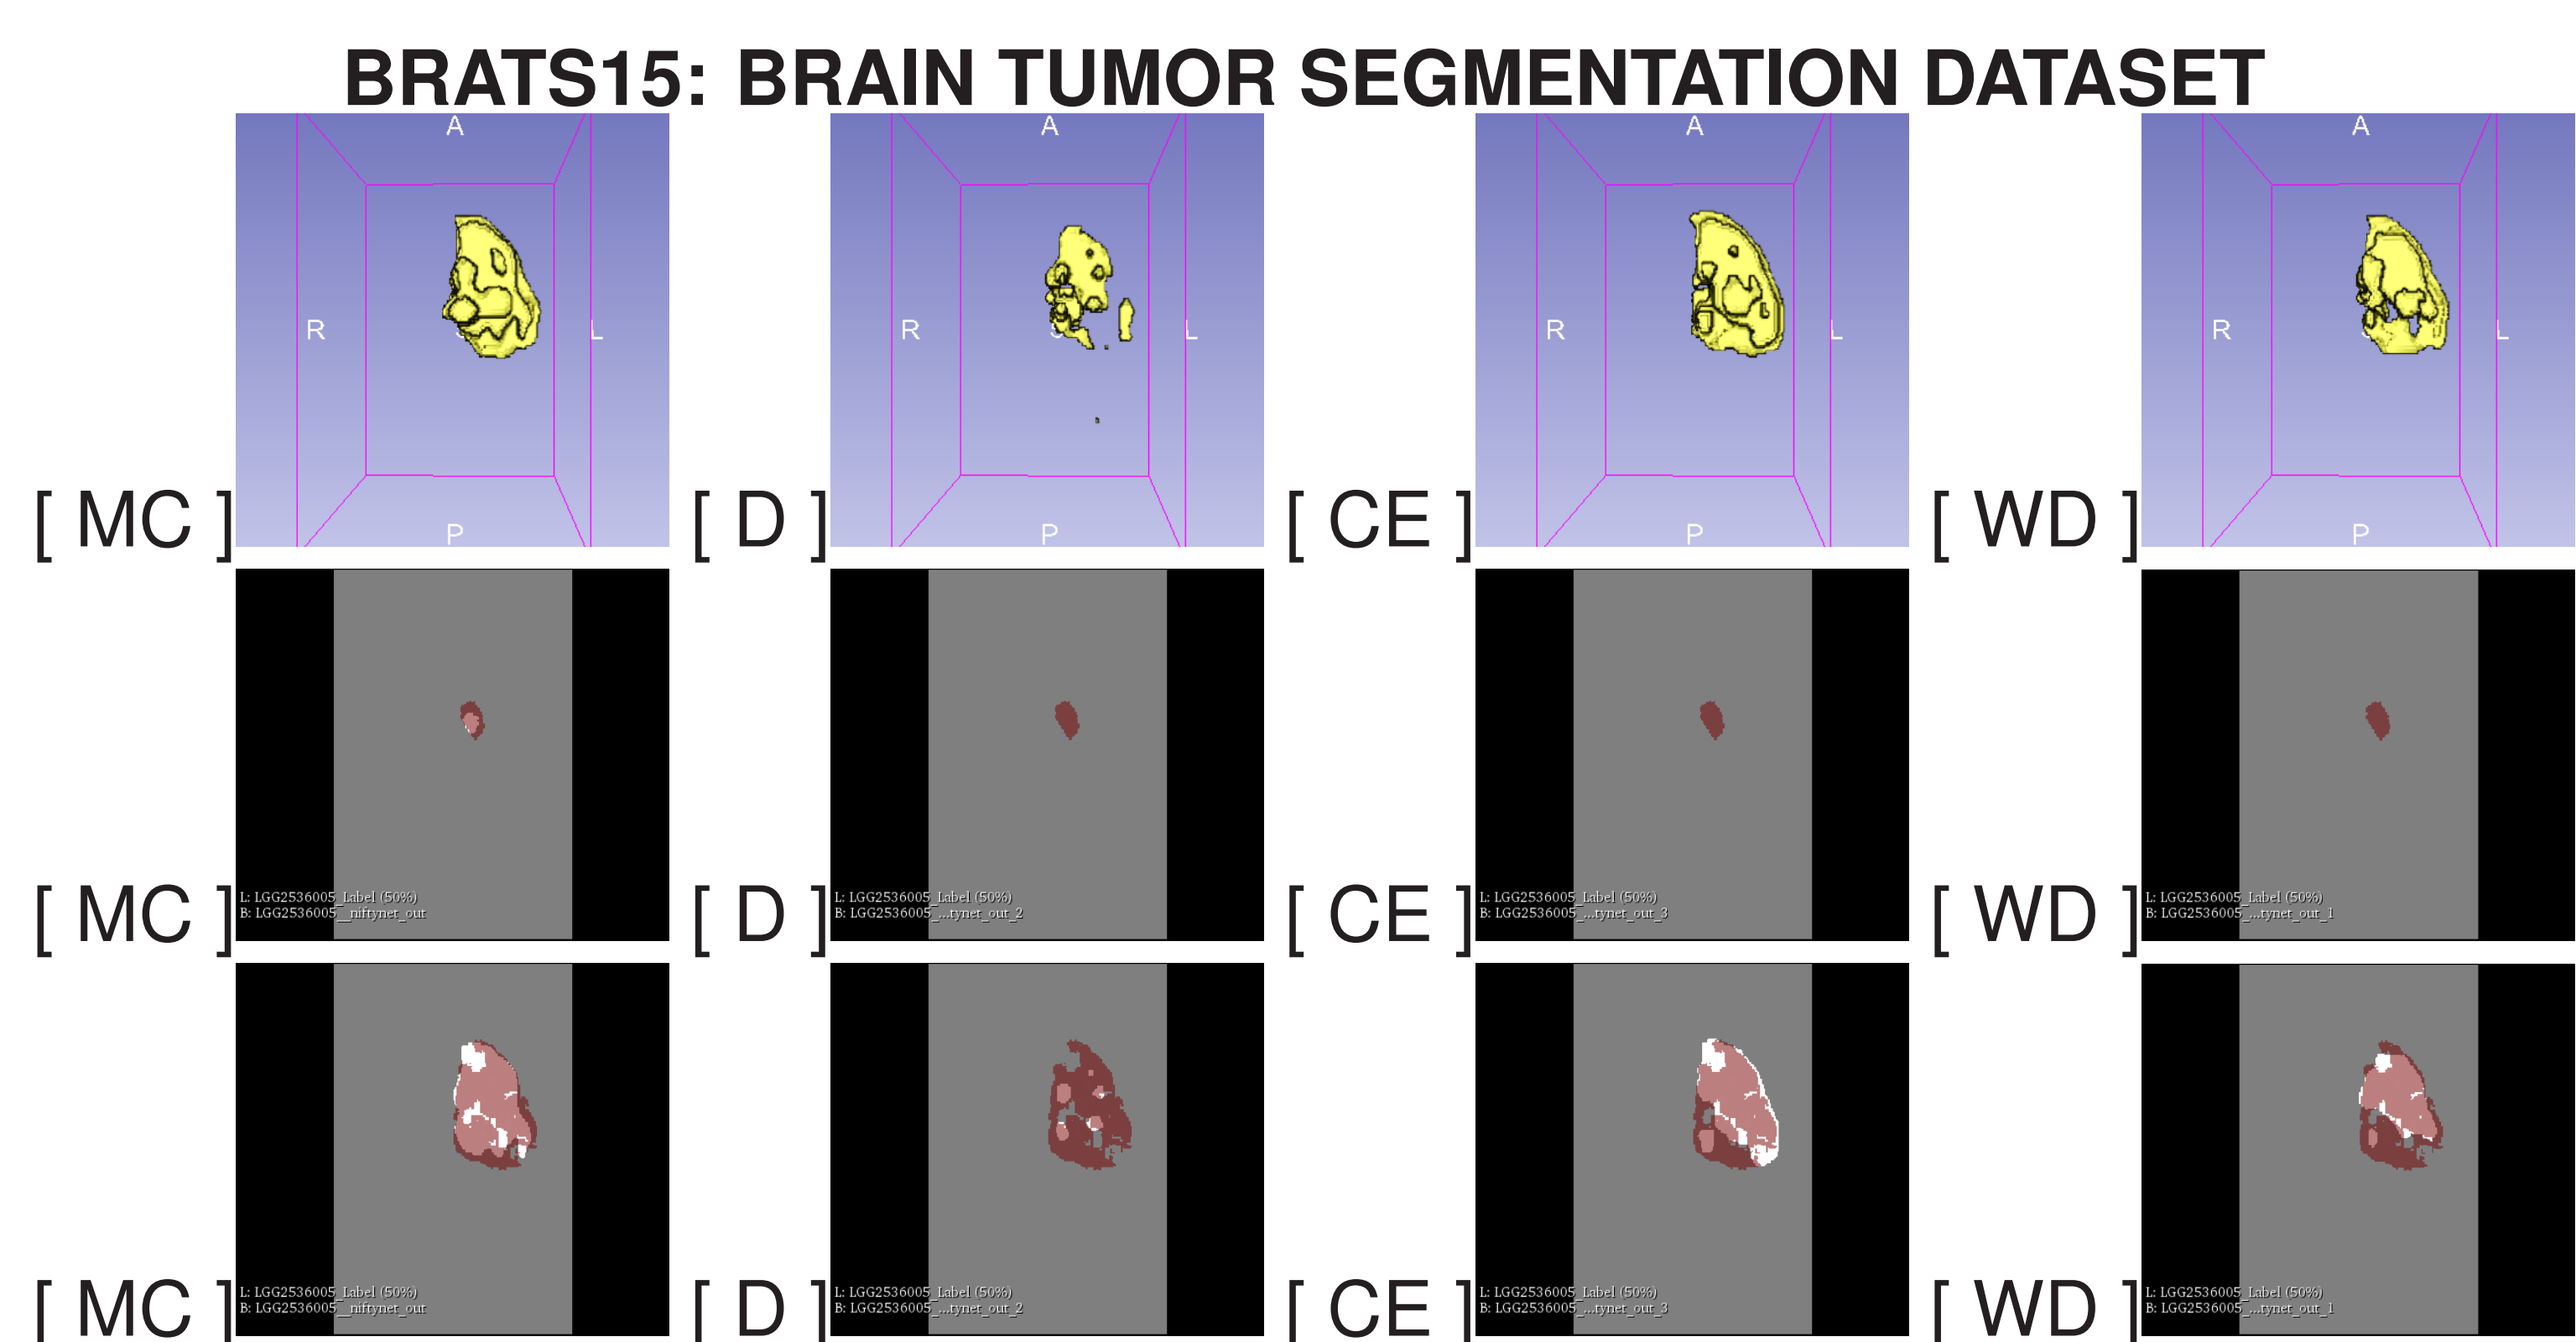 BRATS15: BRAIN TUMOR SEGMENTATION DATASET
A A A A
R L R L R L R L
P P P P
[ MC ] [ D ] [ CE ] [ WD ]
L: LGG2536005_Label (50%) L: LGG2536005_Label (50%) L: LGG2536005_Label (50%) L: LGG2536005_Label (50%)
B: LGG2536005__niftynet_out B: LGG2536005_...tynet_out_2 B: LGG2536005_...tynet_out_3 B: LGG2536005_...tynet_out_1
[ MC ] [ D ] [ CE ] [ WD ]
L: LGG2536005_Label (50%) L: LGG2536005_Label (50%) L: LGG2536005_Label (50%) L: LGG2536005_Label (50%)
B: LGG2536005__niftynet_out B: LGG2536005_...tynet_out_2 B: LGG2536005_...tynet_out_3 B: LGG2536005_...tynet_out_1
[ MC ] [ D ] [ CE ] [ WD ]